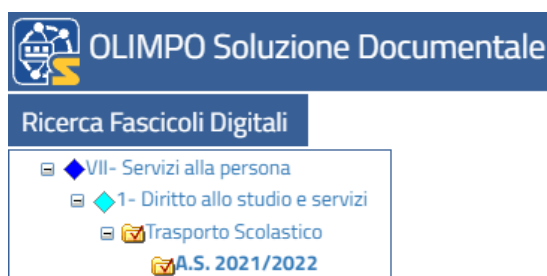 OLIMPO Soluzione Documentale
Ricerca Fascicoli Digitali
VII- Servizi alla persona
1- Diritto allo studio e servizi
Trasporto Scolastico
A.S. 2021/2022